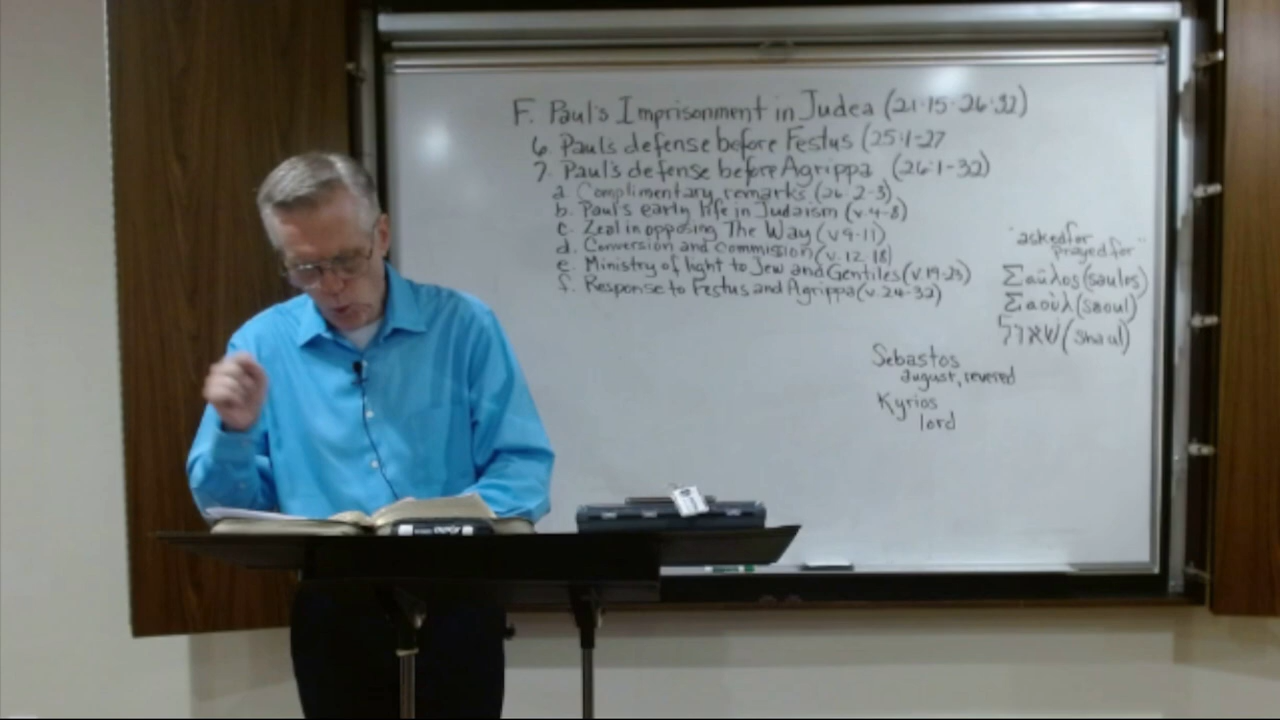 F. Paul's Imprisonment in Judea (21:15-26:32)
6. Paul's defense before Festus (25:1-27
7. Paul's defense before Agrippa (26:1-32)
a. Complimentary remarks (26:2-3)
b. Paul's early life in Judaism (v.4-8)
c. Zeal in opposing The Way (v 9-11)
d. Conversion and Commission (v.12-18)
e. Ministry of light to Jew and Gentiles (v.19-23)
f. Response to Festus and Agrippa (v.24-32)
"asked for
prayed for"
Σαῦλος (saulos)
Σαούλ (saoul)
שאול (shaul)
Sebastos
august, revered
Kyrios
lord